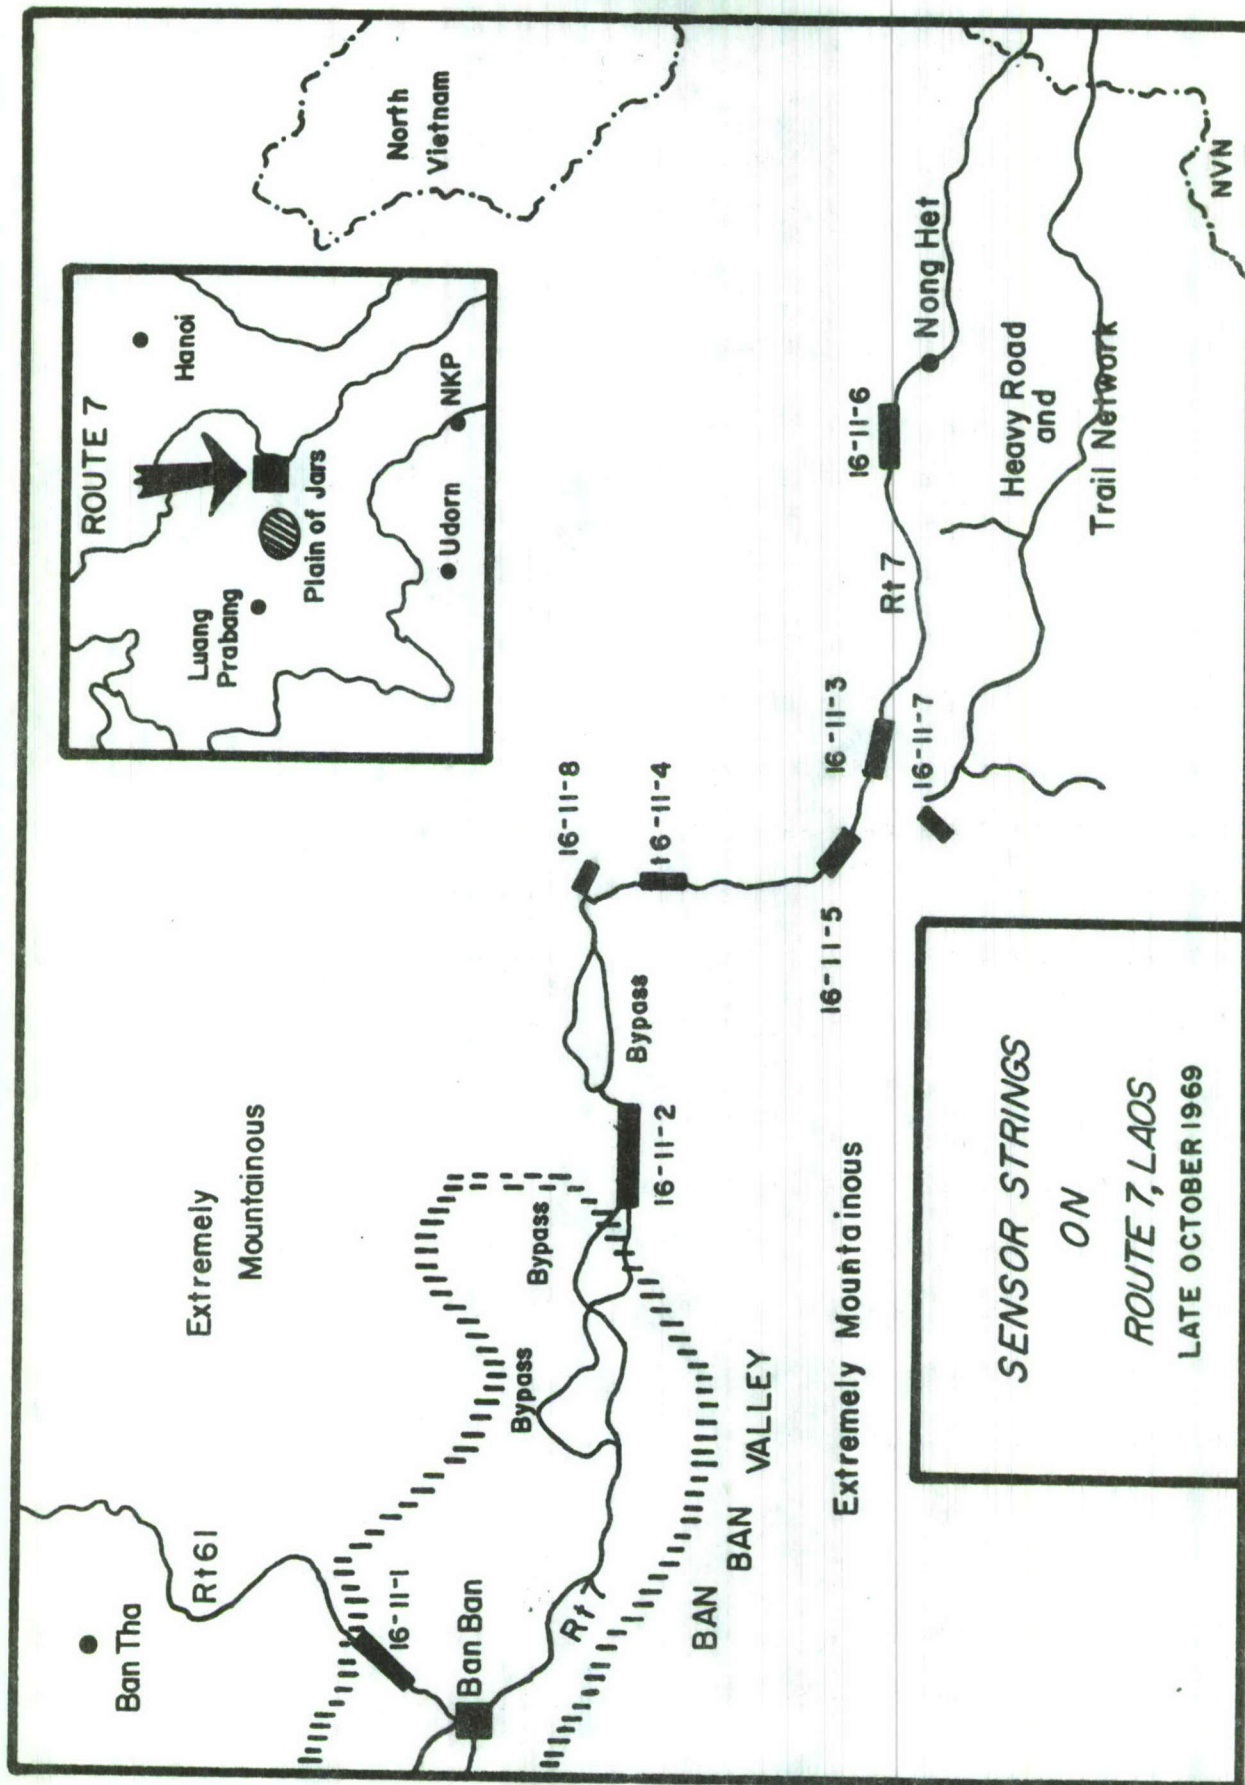 Ban Tha
Rt 61
Extremely
Mountainous
North
Vietnam
ROUTE 7
Hanoi
Luang
Prabang
Plain of Jars
Udorn
NKP
16-11-1
Ban Ban
Rt 7
Bypass
Bypass
16-11-2
Bypass
16-11-8
16-11-4
BAN BAN VALLEY
Extremely Mountainous
16-11-5
16-11-3
16-11-7
Rt 7
16-11-6
Nong Het
Heavy Road
and
Trail Network
NVN
SENSOR STRINGS
ON
ROUTE 7, LAOS
LATE OCTOBER 1969